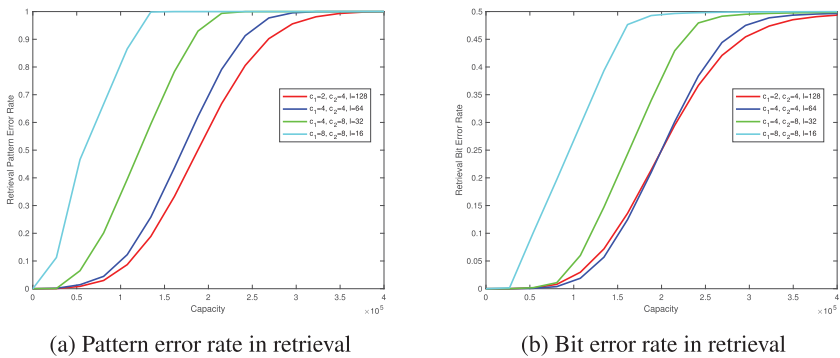 1
0.9
0.8
0.7
0.6
0.5
0.4
0.3
0.2
0.1
0
Retrieval Pattern Error Rate
0 0.5 1 1.5 2 2.5 3 3.5 4
Capacity ×10⁵
c₁=2, c₂=4, l=128
c₁=4, c₂=4, l=64
c₁=4, c₂=8, l=32
c₁=8, c₂=8, l=16
(a) Pattern error rate in retrieval
0.5
0.45
0.4
0.35
0.3
0.25
0.2
0.15
0.1
0.05
0
Retrieval Bit Error Rate
0 0.5 1 1.5 2 2.5 3 3.5 4
Capacity ×10⁵
c₁=2, c₂=4, l=128
c₁=4, c₂=4, l=64
c₁=4, c₂=8, l=32
c₁=8, c₂=8, l=16
(b) Bit error rate in retrieval